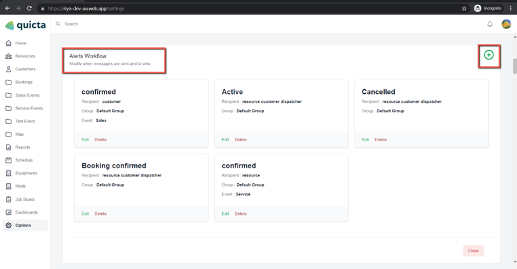 https://riyo-dev-au.web.app/settings
Incognito
quicta
Search
Home
Resources
Customers
Bookings
Sales Events
Service Events
Test Event
Map
Reports
Schedule
Equipments
Mode
Job Board
Dashboards
Options
Alerts Workflow
Modify when messages are sent and to who
confirmed
Recipient : customer
Group : Default Group
Event : Sales
Edit Delete
Active
Recipient : resource customer dispatcher
Group : Default Group
Edit Delete
Cancelled
Recipient : resource customer dispatcher
Group : Default Group
Edit Delete
Booking confirmed
Recipient : resource customer dispatcher
Group : Default Group
Edit Delete
confirmed
Recipient : resource
Group : Default Group
Event : Service
Edit Delete
Close